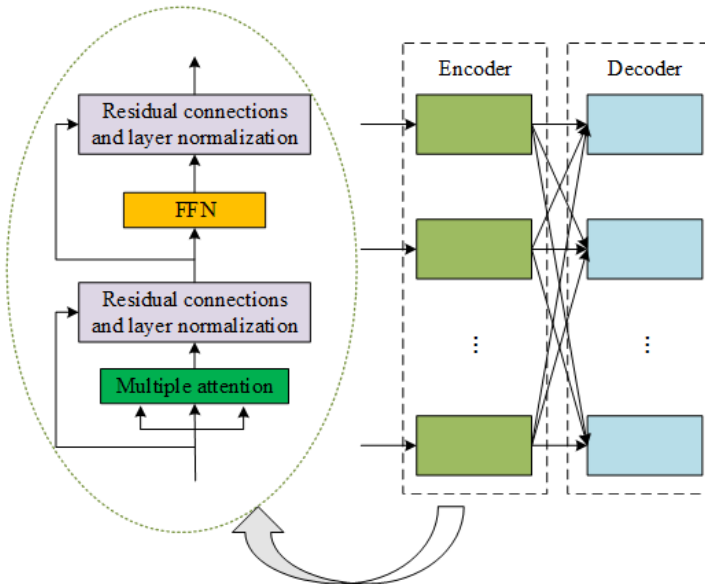 Residual connections
and layer normalization
FFN
Residual connections
and layer normalization
Multiple attention
Encoder
Decoder
⋮
⋮